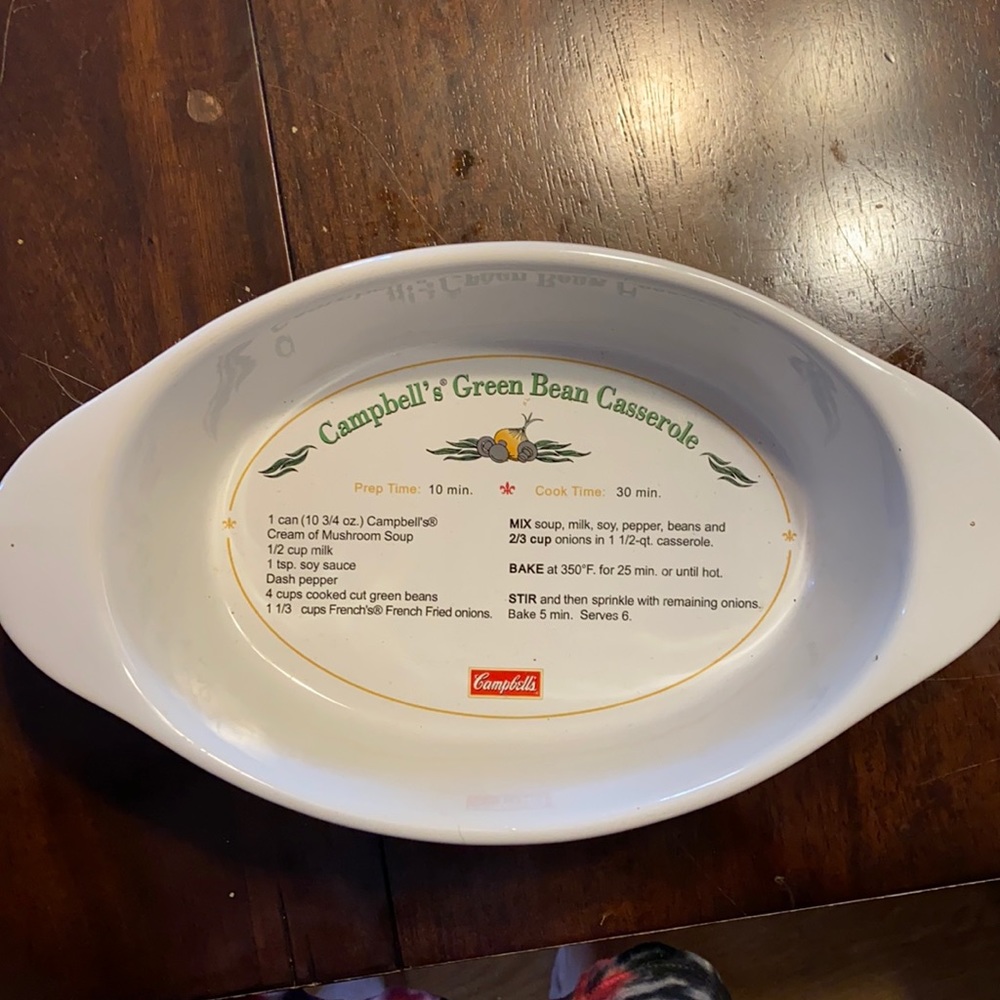 Campbell's® Green Bean Casserole
Prep Time: 10 min. Cook Time: 30 min.
1 can (10 3/4 oz.) Campbell's®
Cream of Mushroom Soup
1/2 cup milk
1 tsp. soy sauce
Dash pepper
4 cups cooked cut green beans
1 1/3 cups French's® French Fried onions.
MIX soup, milk, soy, pepper, beans and
2/3 cup onions in 1 1/2-qt. casserole.
BAKE at 350°F. for 25 min. or until hot.
STIR and then sprinkle with remaining onions.
Bake 5 min. Serves 6.
Campbell's